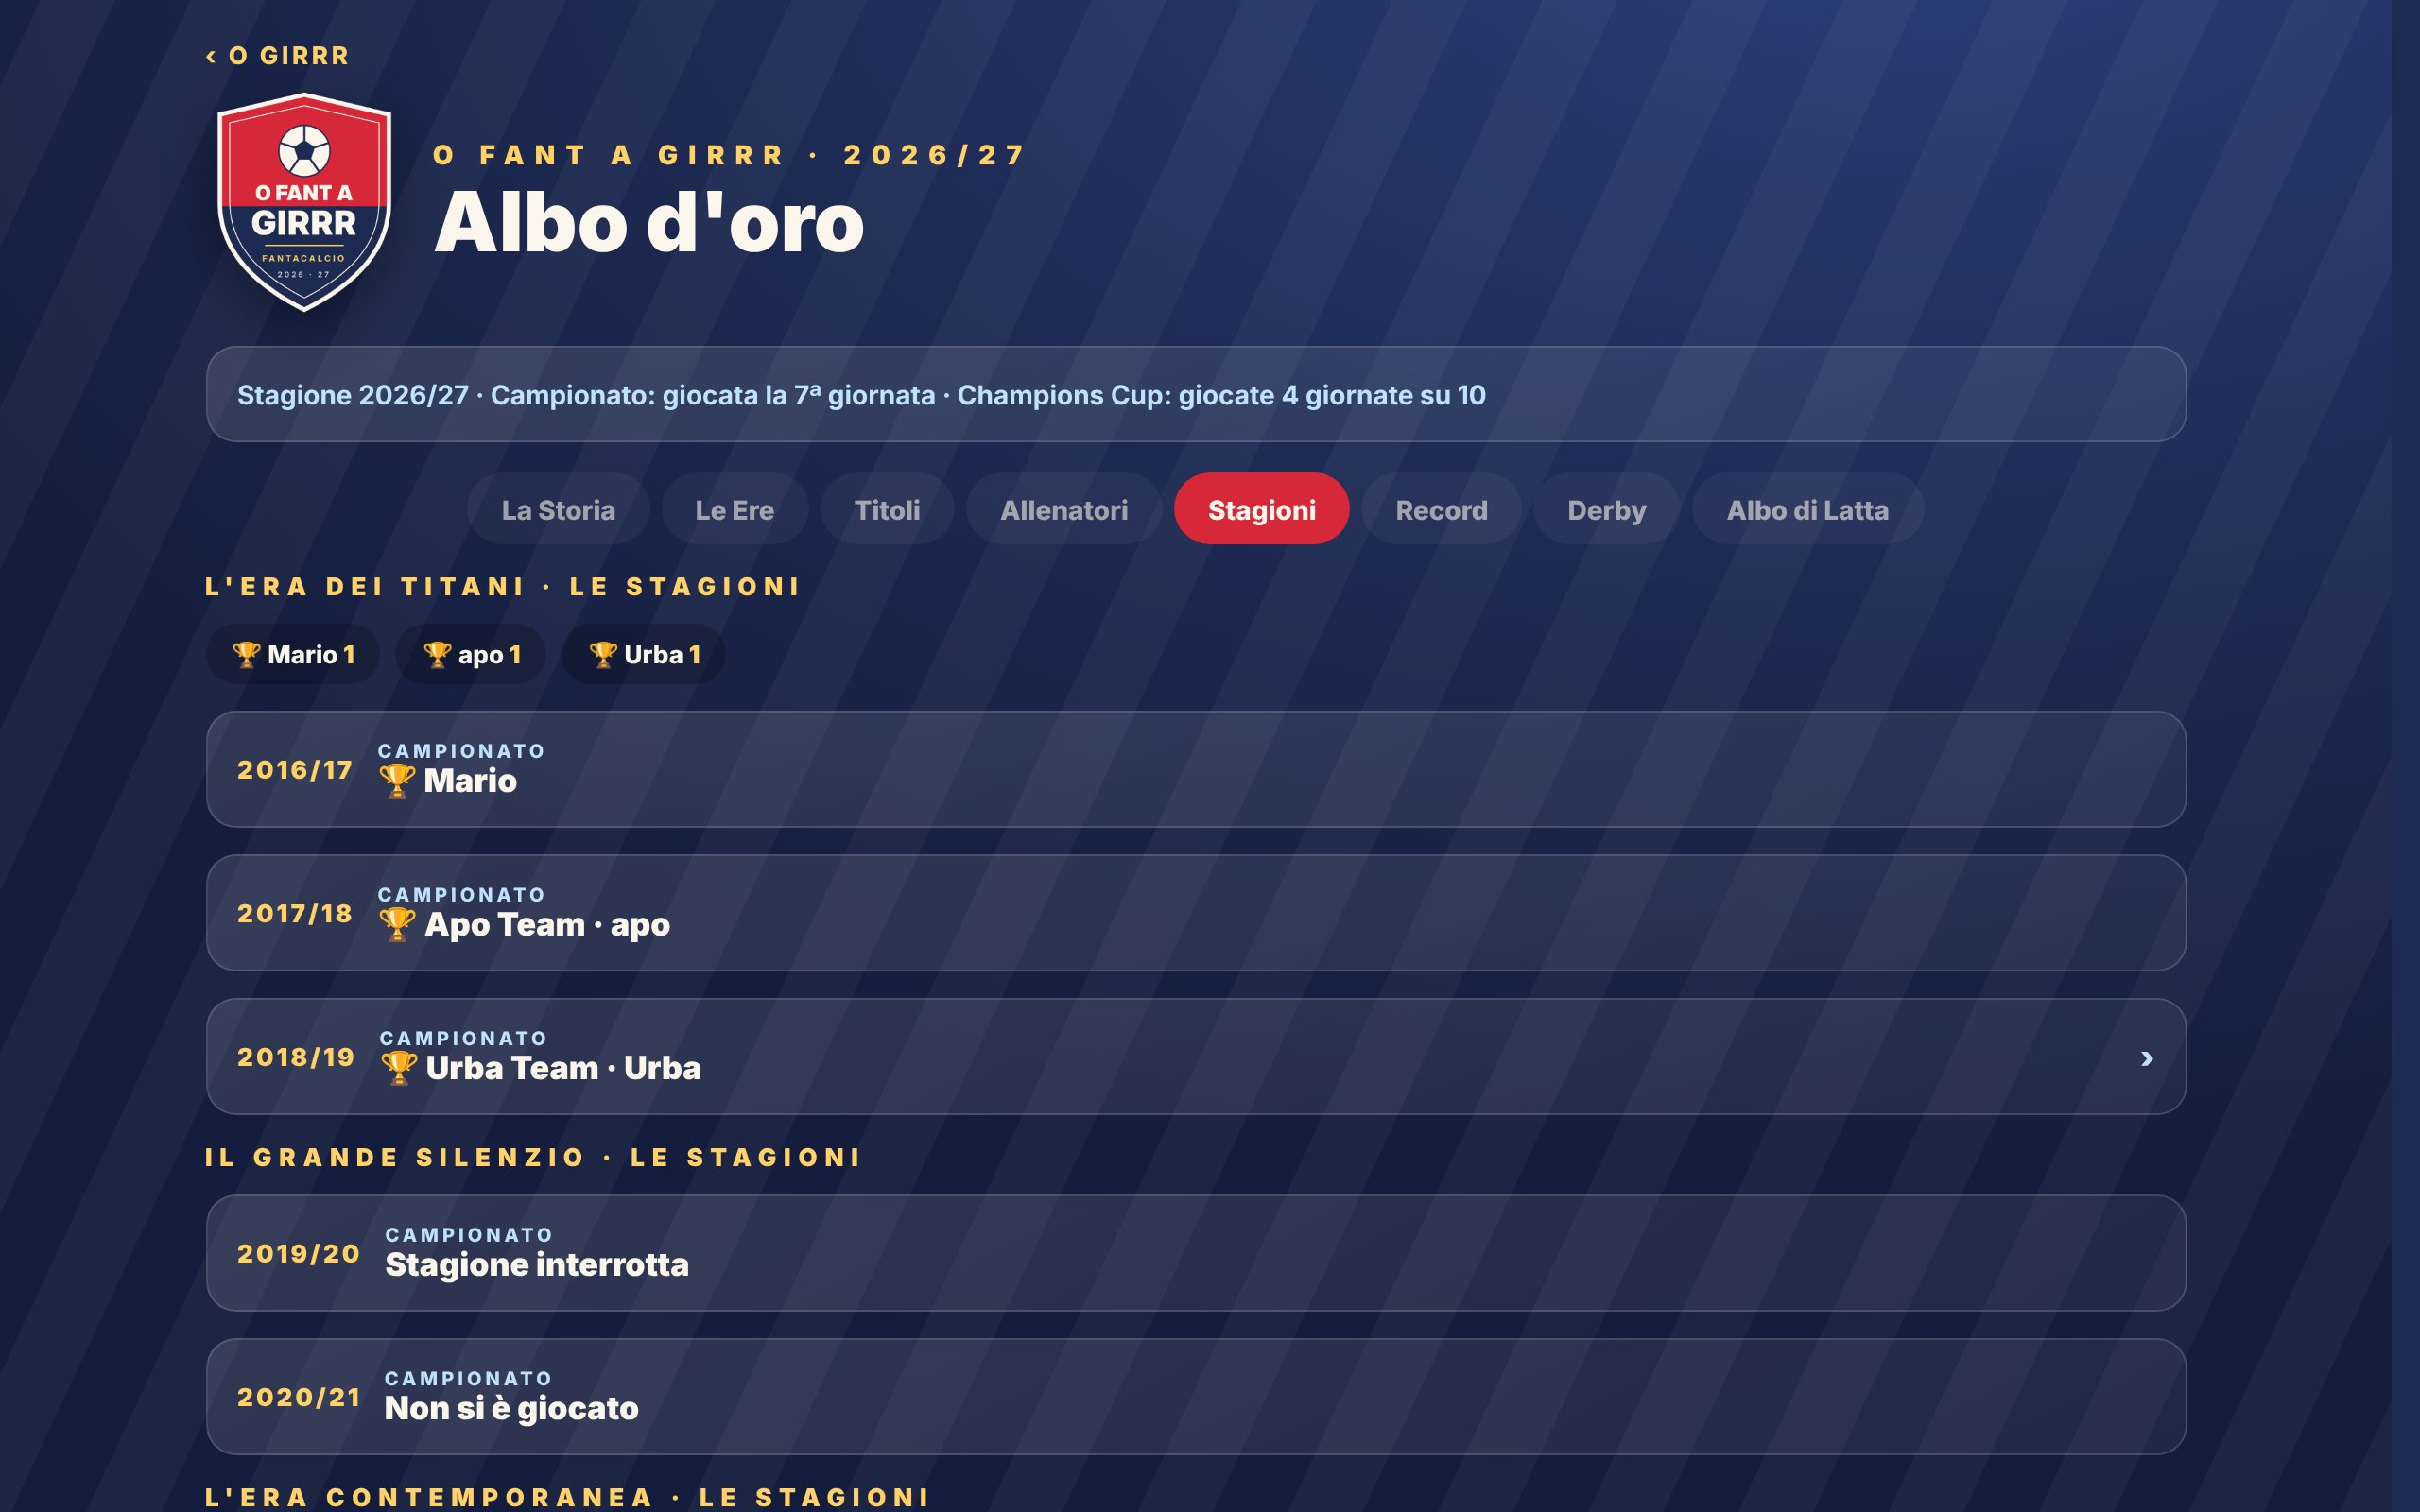 ‹ O GIRRR
O FANT A
GIRRR
FANTACALCIO
2026 · 27
O FANT A GIRRR · 2026/27
Albo d'oro
Stagione 2026/27 · Campionato: giocata la 7ª giornata · Champions Cup: giocate 4 giornate su 10
La Storia Le Ere Titoli Allenatori Stagioni Record Derby Albo di Latta
L'ERA DEI TITANI · LE STAGIONI
🏆 Mario 1 🏆 apo 1 🏆 Urba 1
CAMPIONATO
2016/17 🏆 Mario
CAMPIONATO
2017/18 🏆 Apo Team · apo
CAMPIONATO
2018/19 🏆 Urba Team · Urba ›
IL GRANDE SILENZIO · LE STAGIONI
CAMPIONATO
2019/20 Stagione interrotta
CAMPIONATO
2020/21 Non si è giocato
L'ERA CONTEMPORANEA · LE STAGIONI